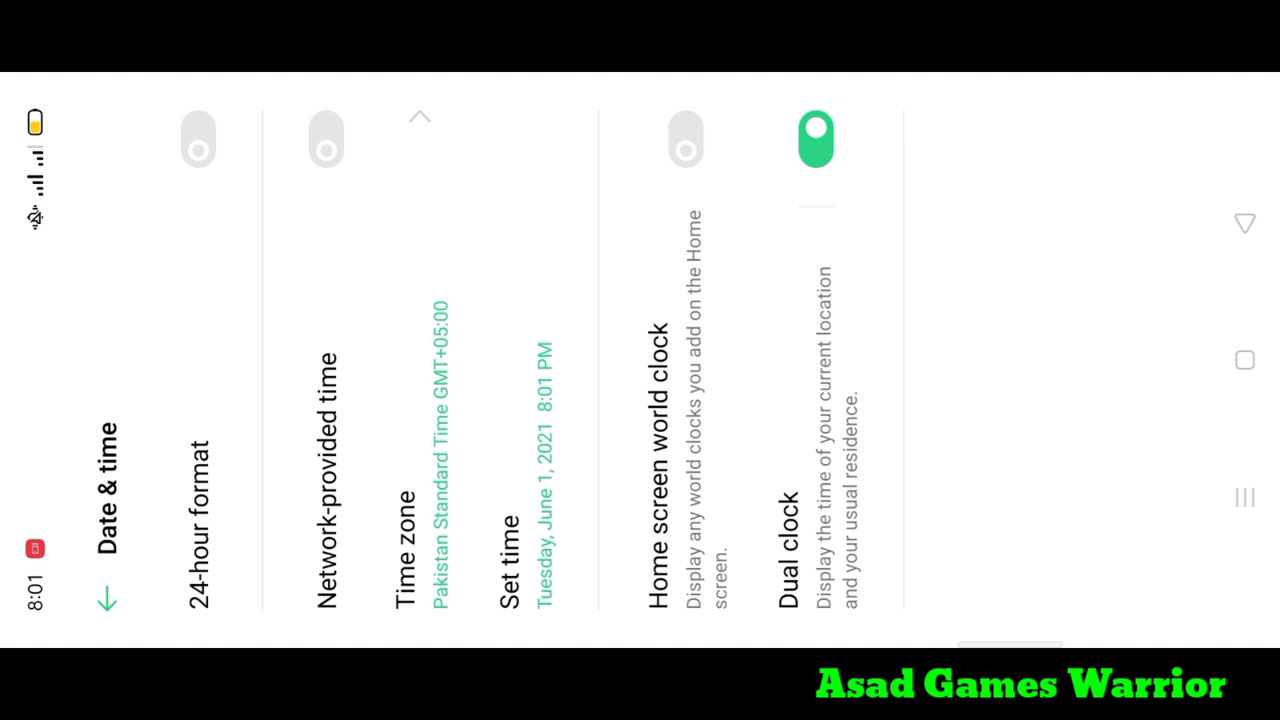 8:01
Date & time
24-hour format
Network-provided time
Time zone
Pakistan Standard Time GMT+05:00
Set time
Tuesday, June 1, 2021 8:01 PM
Home screen world clock
Display any world clocks you add on the Home
screen.
Dual clock
Display the time of your current location
and your usual residence.
Asad Games Warrior